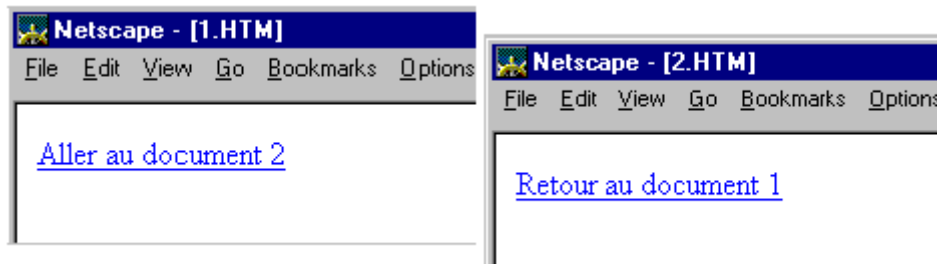 Netscape - [1.HTM]
File Edit View Go Bookmarks Options
Aller au document 2
Netscape - [2.HTM]
File Edit View Go Bookmarks Options
Retour au document 1